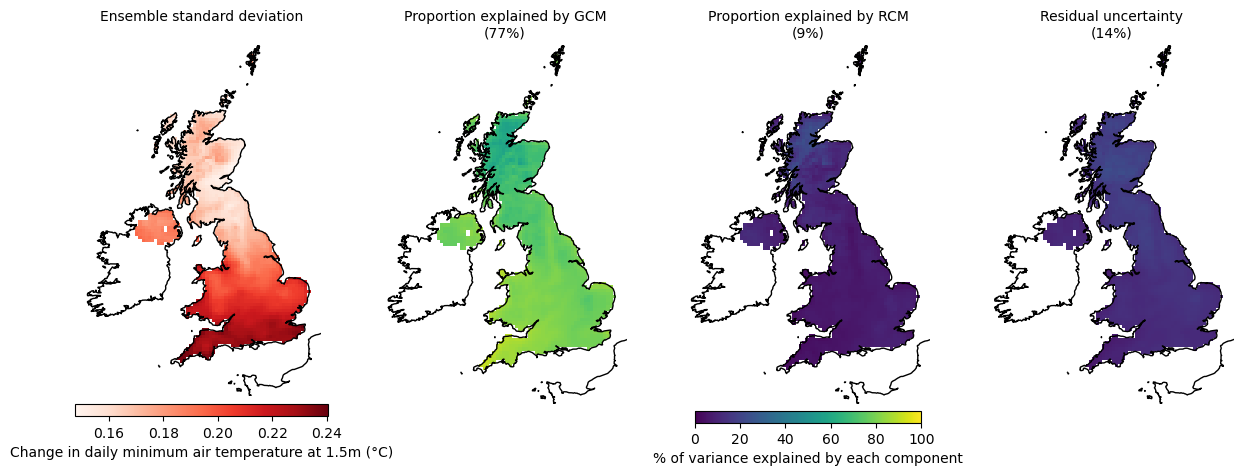 Ensemble standard deviation
Proportion explained by GCM
(77%)
Proportion explained by RCM
(9%)
Residual uncertainty
(14%)
0.16 0.18 0.20 0.22 0.24
Change in daily minimum air temperature at 1.5m (°C)
0 20 40 60 80 100
% of variance explained by each component